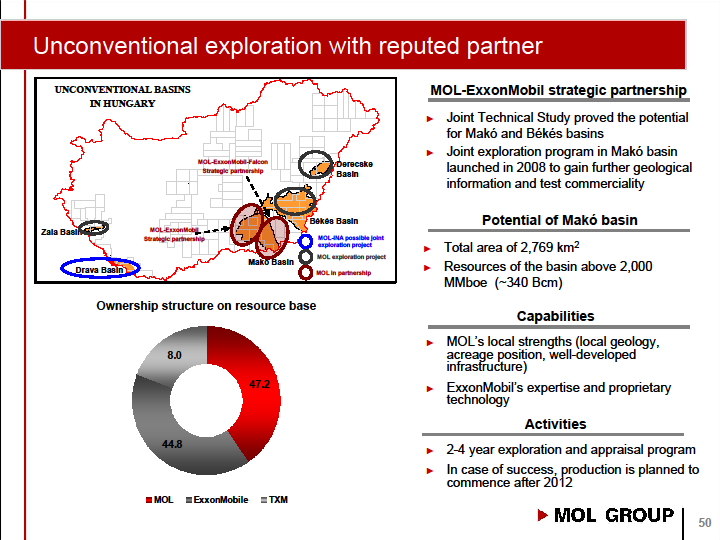 Unconventional exploration with reputed partner
UNCONVENTIONAL BASINS
IN HUNGARY
MOL-ExxonMobil-Falcon
Strategic partnership
Derecske
Basin
Békés Basin
Zala Basin
MOL-ExxonMobil
Strategic partnership
MOL-INA possible joint
exploration project
MOL exploration project
Makó Basin
Drava Basin
MOL in partnership
Ownership structure on resource base
8.0
47.2
44.8
MOL
ExxonMobile
TXM
MOL-ExxonMobil strategic partnership
► Joint Technical Study proved the potential
for Makó and Békés basins
► Joint exploration program in Makó basin
launched in 2008 to gain further geological
information and test commerciality
Potential of Makó basin
► Total area of 2,769 km²
► Resources of the basin above 2,000
MMboe (~340 Bcm)
Capabilities
► MOL's local strengths (local geology,
acreage position, well-developed
infrastructure)
► ExxonMobil's expertise and proprietary
technology
Activities
► 2-4 year exploration and appraisal program
► In case of success, production is planned to
commence after 2012
MOL GROUP
50